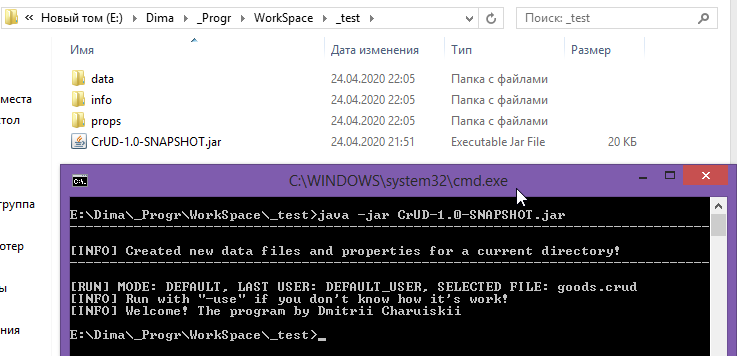 « Новый том (E:) ▸ Dima ▸ _Progr ▸ WorkSpace ▸ _test ▸ Поиск: _test
Имя Дата изменения Тип Размер
data 24.04.2020 22:05 Папка с файлами
info 24.04.2020 22:05 Папка с файлами
места
props 24.04.2020 22:05 Папка с файлами
стол
CrUD-1.0-SNAPSHOT.jar 24.04.2020 21:51 Executable Jar File 20 КБ
C:\WINDOWS\system32\cmd.exe
руппа
E:\Dima\_Progr\WorkSpace\_test>java -jar CrUD-1.0-SNAPSHOT.jar
ютер
[INFO] Created new data files and properties for a current directory!
ы
[RUN] MODE: DEFAULT, LAST USER: DEFAULT_USER, SELECTED FILE: goods.crud
[INFO] Run with "-use" if you don't know how it's work!
[INFO] Welcome! The program by Dmitrii Charuiskii
ния
E:\Dima\_Progr\WorkSpace\_test>_